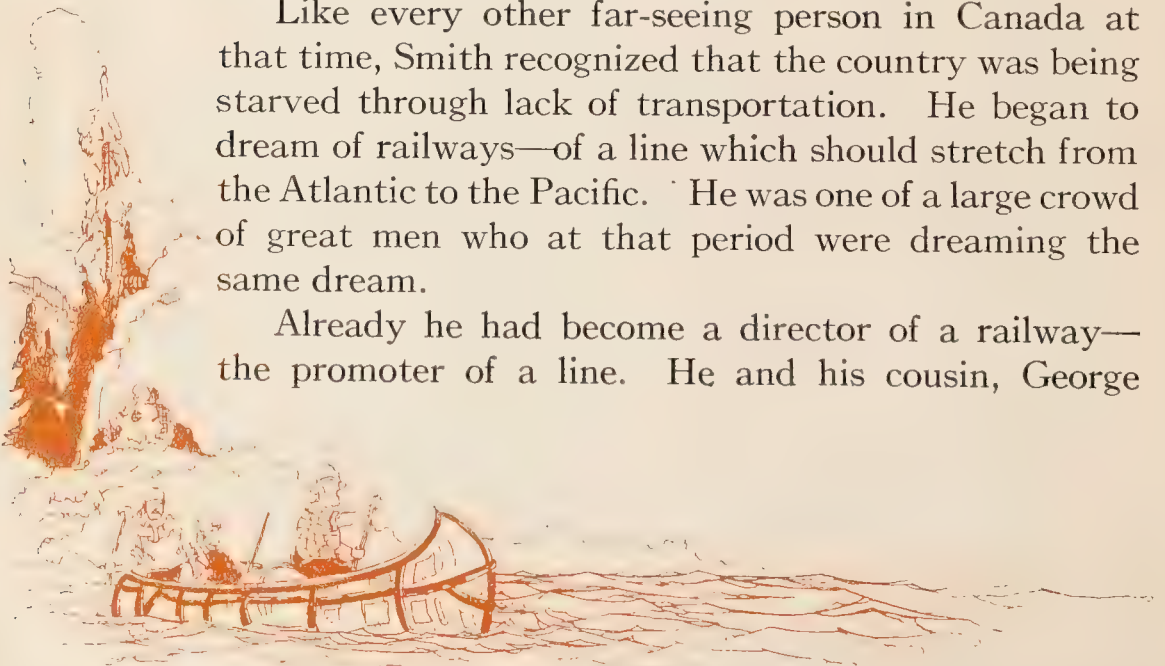 Like every other far-seeing person in Canada at
that time, Smith recognized that the country was being
starved through lack of transportation. He began to
dream of railways—of a line which should stretch from
the Atlantic to the Pacific. He was one of a large crowd
of great men who at that period were dreaming the
same dream.
Already he had become a director of a railway—
the promoter of a line. He and his cousin, George